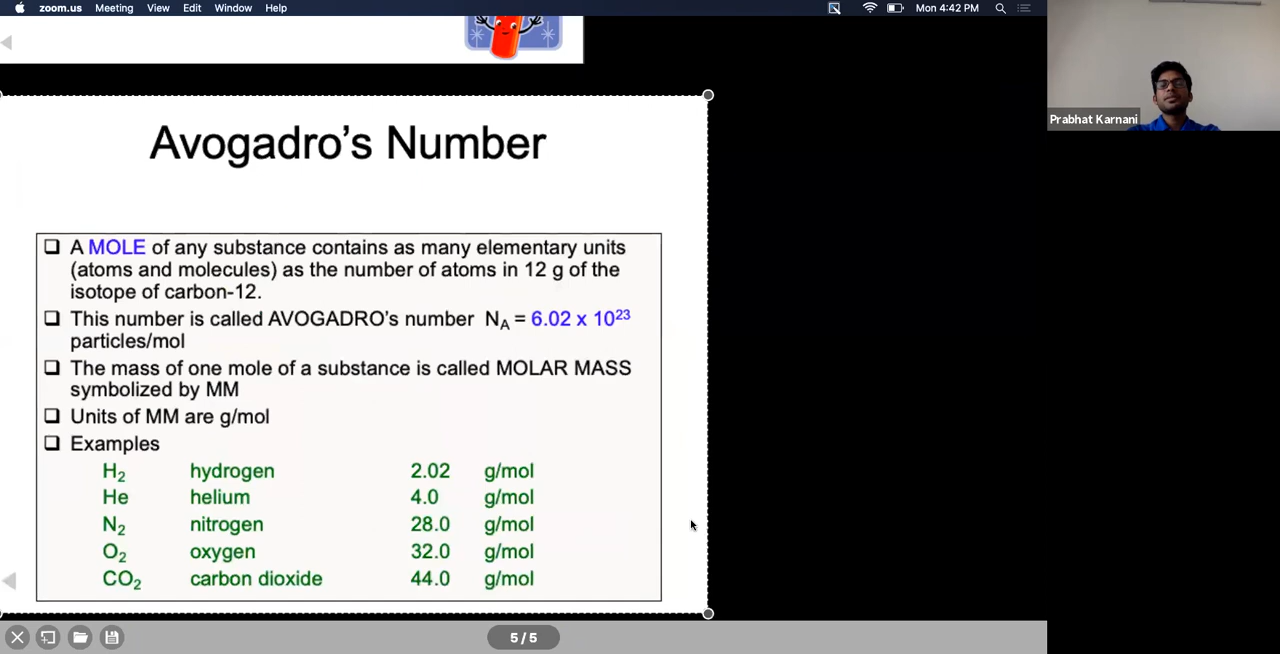 zoom.us Meeting View Edit Window Help Mon 4:42 PM
Prabhat Karnani
Avogadro's Number
A MOLE of any substance contains as many elementary units
(atoms and molecules) as the number of atoms in 12 g of the
isotope of carbon-12.
This number is called AVOGADRO's number N_A = 6.02 x 10²³
particles/mol
The mass of one mole of a substance is called MOLAR MASS
symbolized by MM
Units of MM are g/mol
Examples
H₂ hydrogen 2.02 g/mol
He helium 4.0 g/mol
N₂ nitrogen 28.0 g/mol
O₂ oxygen 32.0 g/mol
CO₂ carbon dioxide 44.0 g/mol
5 / 5